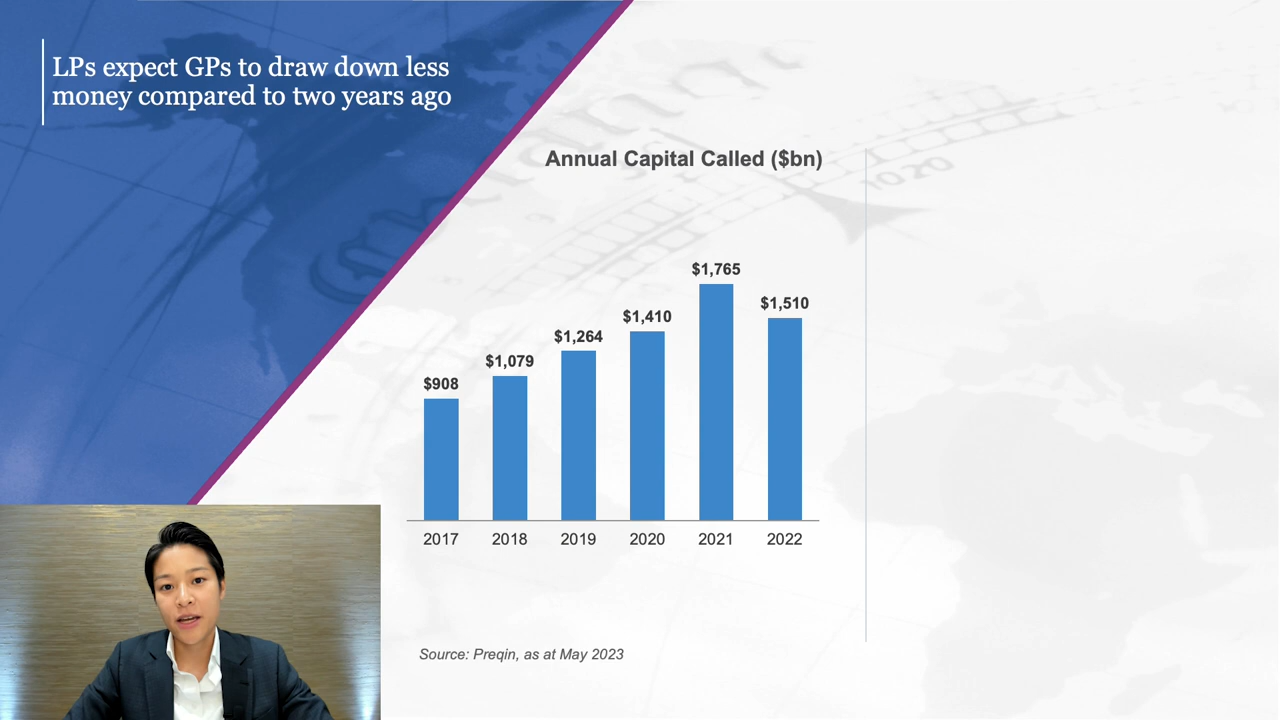 LPs expect GPs to draw down less
money compared to two years ago
Annual Capital Called ($bn)
1020
$1,765
$1,510
$1,410
$1,264
$1,079
$908
2017 2018 2019 2020 2021 2022
Source: Preqin, as at May 2023